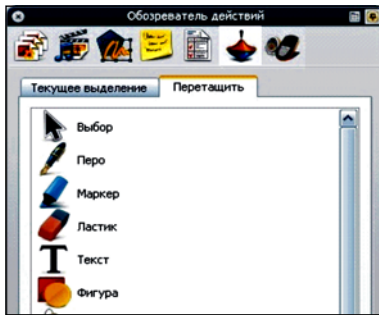 Обозреватель действий
Текущее выделение Перетащить
Выбор
Перо
Маркер
Ластик
Текст
Фигура